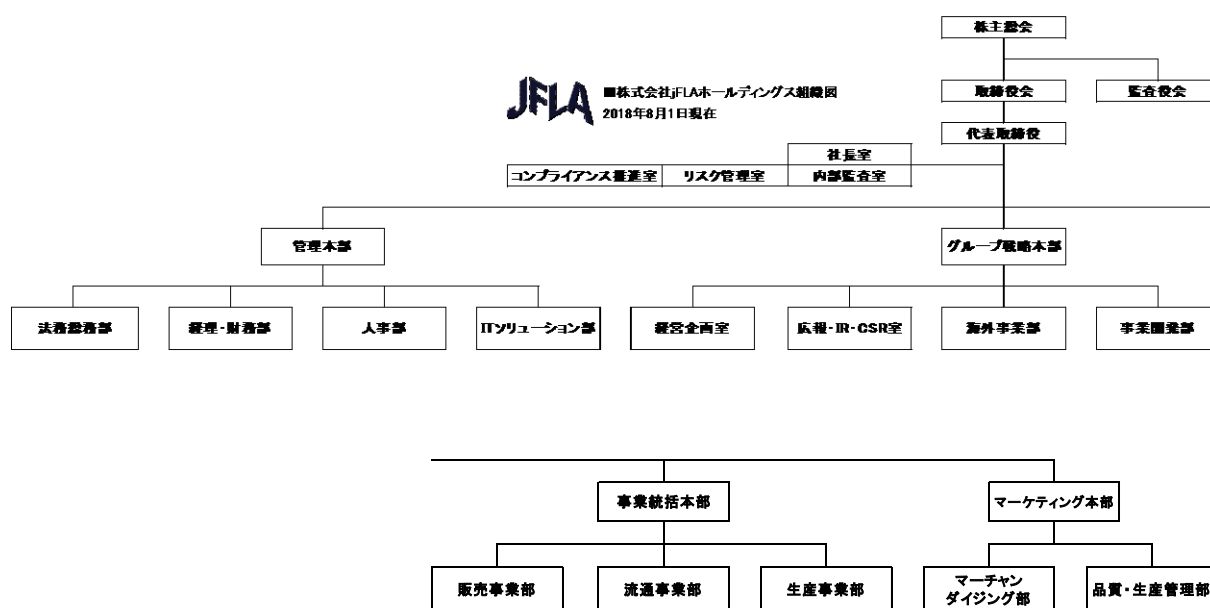 株主総会
JFLA
■株式会社jFLAホールディングス組織図
2018年8月1日現在
取締役会
監査役会
代表取締役
社長室
コンプライアンス推進室
リスク管理室
内部監査室
管理本部
グループ戦略本部
法務総務部
経理・財務部
人事部
ITソリューション部
経営企画室
広報・IR・CSR室
海外事業部
事業開発部
事業統括本部
マーケティング本部
販売事業部
流通事業部
生産事業部
マーチャン
ダイジング部
品質・生産管理部